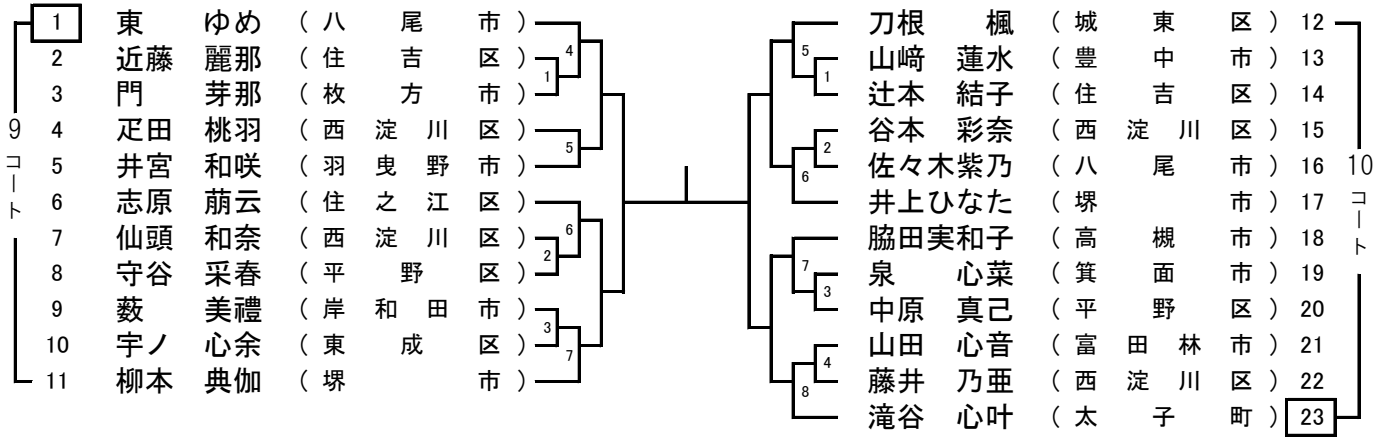 1 東 ゆめ （八尾市）
2 近藤 麗那 （住吉区）
3 門 芽那 （枚方市）
4 疋田 桃羽 （西淀川区）
5 井宮 和咲 （羽曳野市）
6 志原 萠云 （住之江区）
7 仙頭 和奈 （西淀川区）
8 守谷 采春 （平野区）
9 薮 美禮 （岸和田市）
10 宇ノ 心余 （東成区）
11 柳本 典伽 （堺市）
9コート
4
1
5
6
2
3
7
刀根 楓 （城東区） 12
山﨑 蓮水 （豊中市） 13
辻本 結子 （住吉区） 14
谷本 彩奈 （西淀川区） 15
佐々木紫乃 （八尾市） 16
井上ひなた （堺市） 17
脇田実和子 （高槻市） 18
泉 心菜 （箕面市） 19
中原 真己 （平野区） 20
山田 心音 （富田林市） 21
藤井 乃亜 （西淀川区） 22
滝谷 心叶 （太子町） 23
10コート
5
1
2
6
7
3
4
8